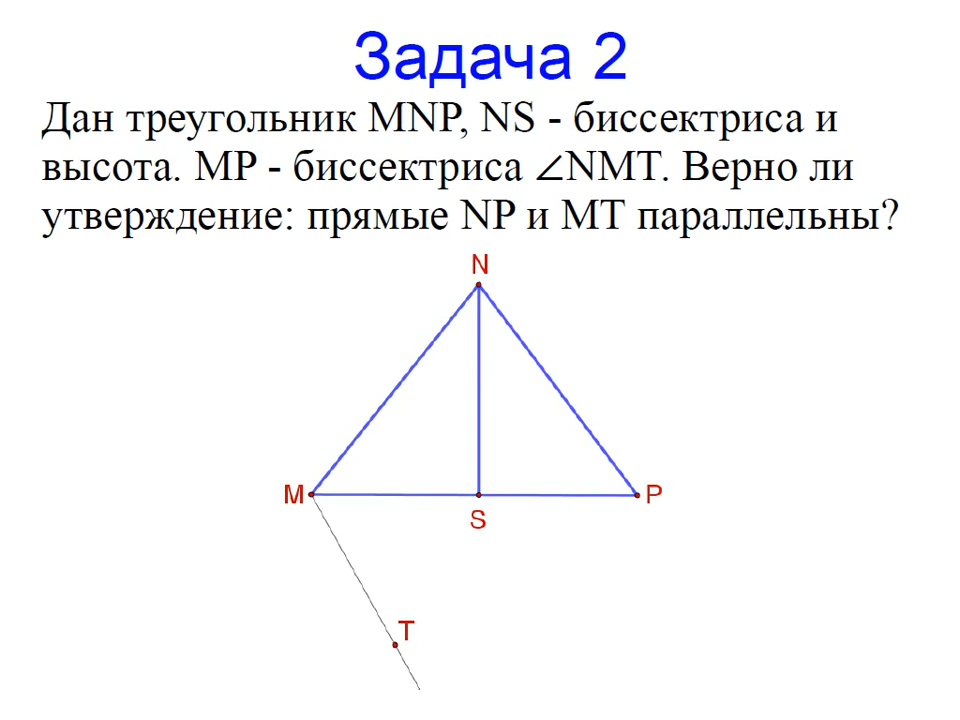 Задача 2
Дан треугольник MNP, NS - биссектриса и
высота. MP - биссектриса ∠NMT. Верно ли
утверждение: прямые NP и MT параллельны?
N
M
P
S
T